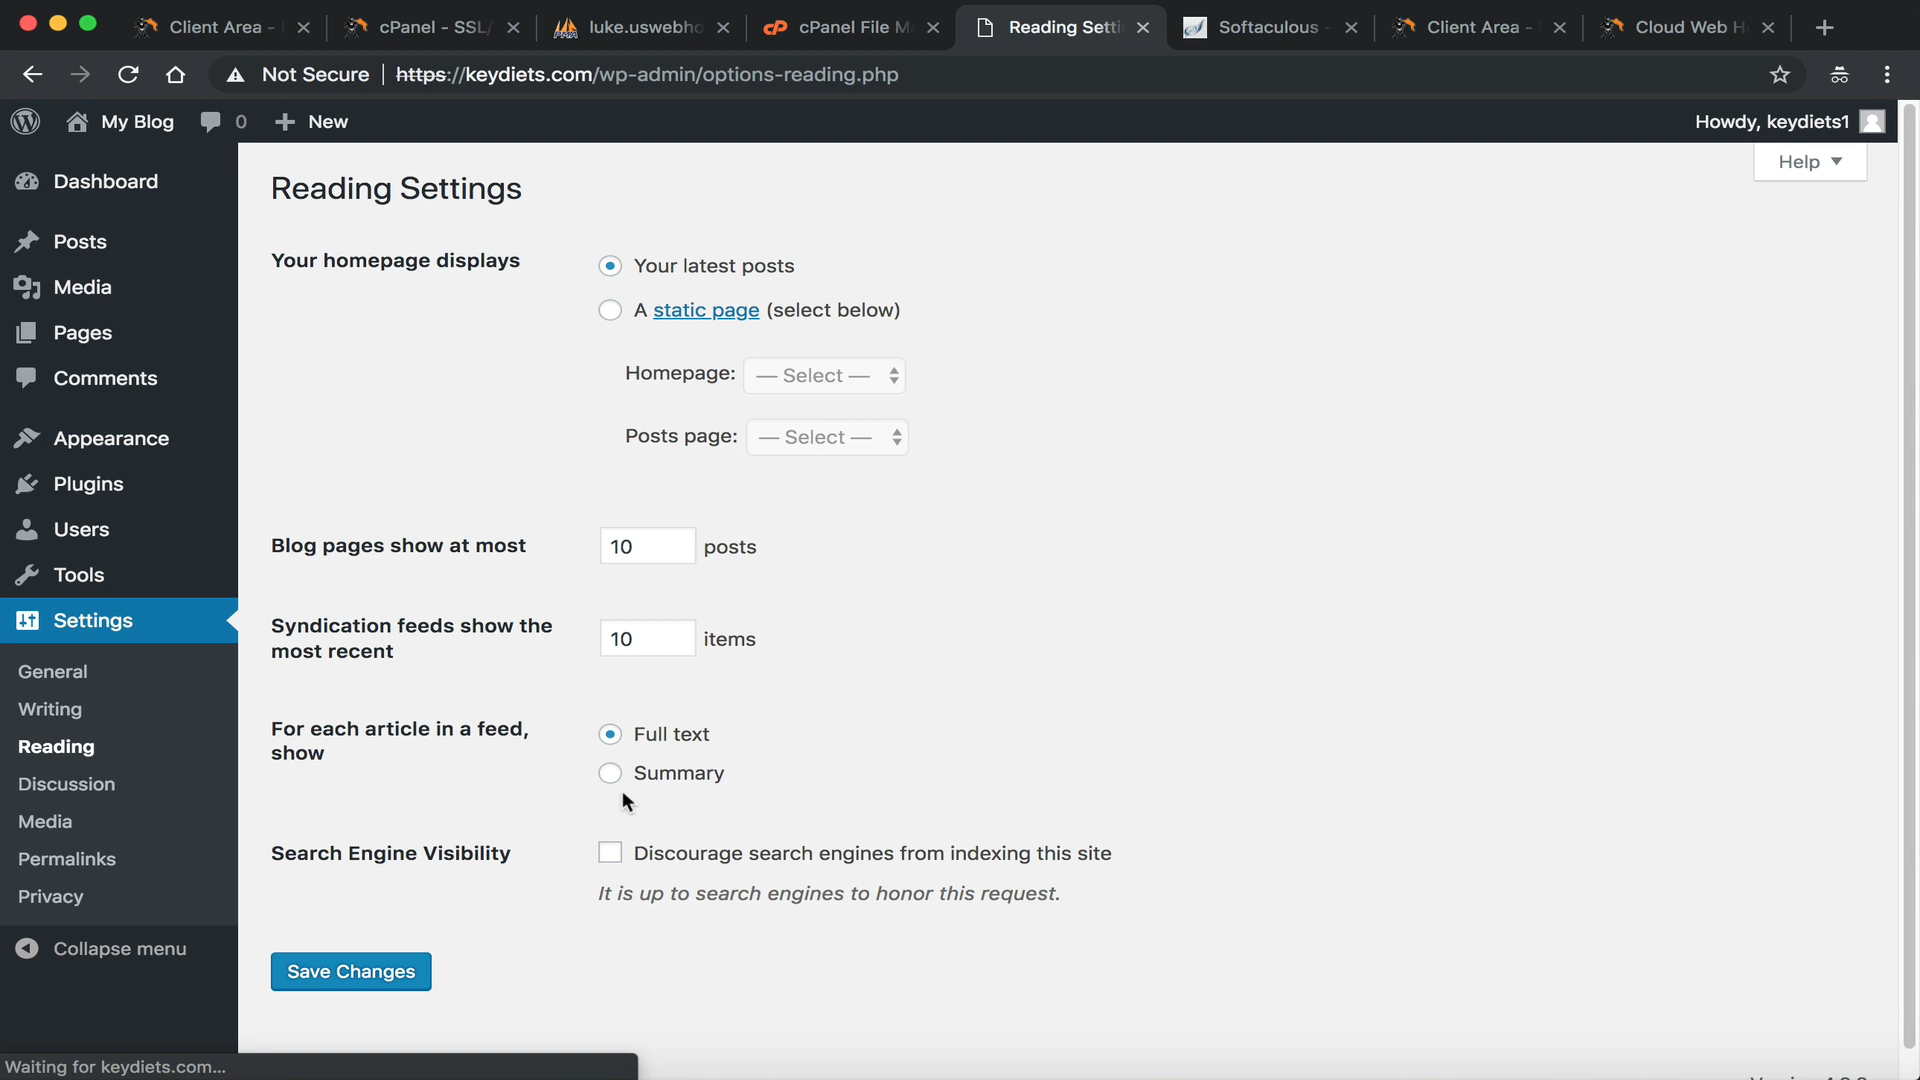 Client Area -
cPanel - SSL/
luke.uswebho
cPanel File M
Reading Setti
Softaculous -
Client Area -
Cloud Web H
Not Secure
https://keydiets.com/wp-admin/options-reading.php
My Blog
0
New
Howdy, keydiets1
Help
Dashboard
Posts
Media
Pages
Comments
Appearance
Plugins
Users
Tools
Settings
General
Writing
Reading
Discussion
Media
Permalinks
Privacy
Collapse menu
Reading Settings
Your homepage displays
Your latest posts
A static page (select below)
Homepage: — Select —
Posts page: — Select —
Blog pages show at most
10 posts
Syndication feeds show the
most recent
10 items
For each article in a feed,
show
Full text
Summary
Search Engine Visibility
Discourage search engines from indexing this site
It is up to search engines to honor this request.
Save Changes
Waiting for keydiets.com...